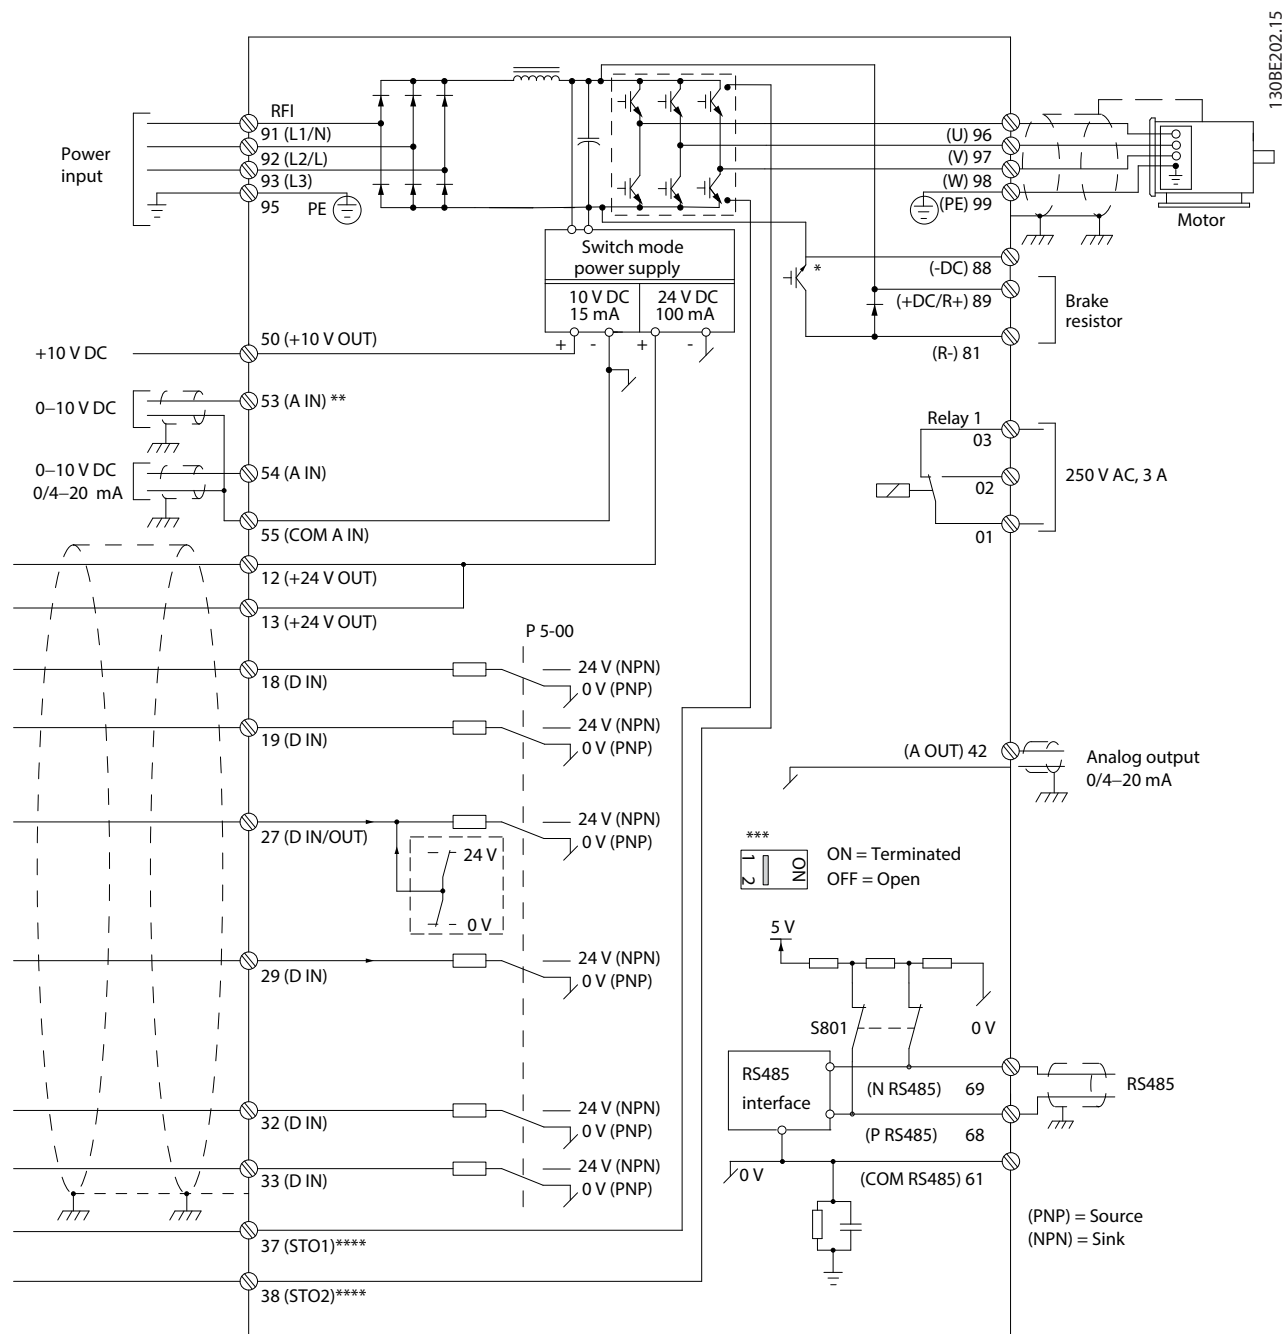 130BE202.15
Power
input
RFI
91 (L1/N)
92 (L2/L)
93 (L3)
95
PE
(U) 96
(V) 97
(W) 98
(PE) 99
Motor
Switch mode
power supply
10 V DC
15 mA
24 V DC
100 mA
+
-
+
-
*
(-DC) 88
(+DC/R+) 89
(R-) 81
Brake
resistor
+10 V DC
50 (+10 V OUT)
0–10 V DC
53 (A IN) **
0–10 V DC
0/4–20 mA
54 (A IN)
55 (COM A IN)
Relay 1
03
02
01
250 V AC, 3 A
12 (+24 V OUT)
13 (+24 V OUT)
P 5-00
18 (D IN)
24 V (NPN)
0 V (PNP)
19 (D IN)
24 V (NPN)
0 V (PNP)
27 (D IN/OUT)
24 V (NPN)
0 V (PNP)
24 V
0 V
29 (D IN)
24 V (NPN)
0 V (PNP)
32 (D IN)
24 V (NPN)
0 V (PNP)
33 (D IN)
24 V (NPN)
0 V (PNP)
37 (STO1)****
38 (STO2)****
(A OUT) 42
Analog output
0/4–20 mA
***
1
2
ON
ON = Terminated
OFF = Open
5 V
S801
0 V
RS485
interface
(N RS485) 69
RS485
(P RS485) 68
0 V
(COM RS485) 61
(PNP) = Source
(NPN) = Sink